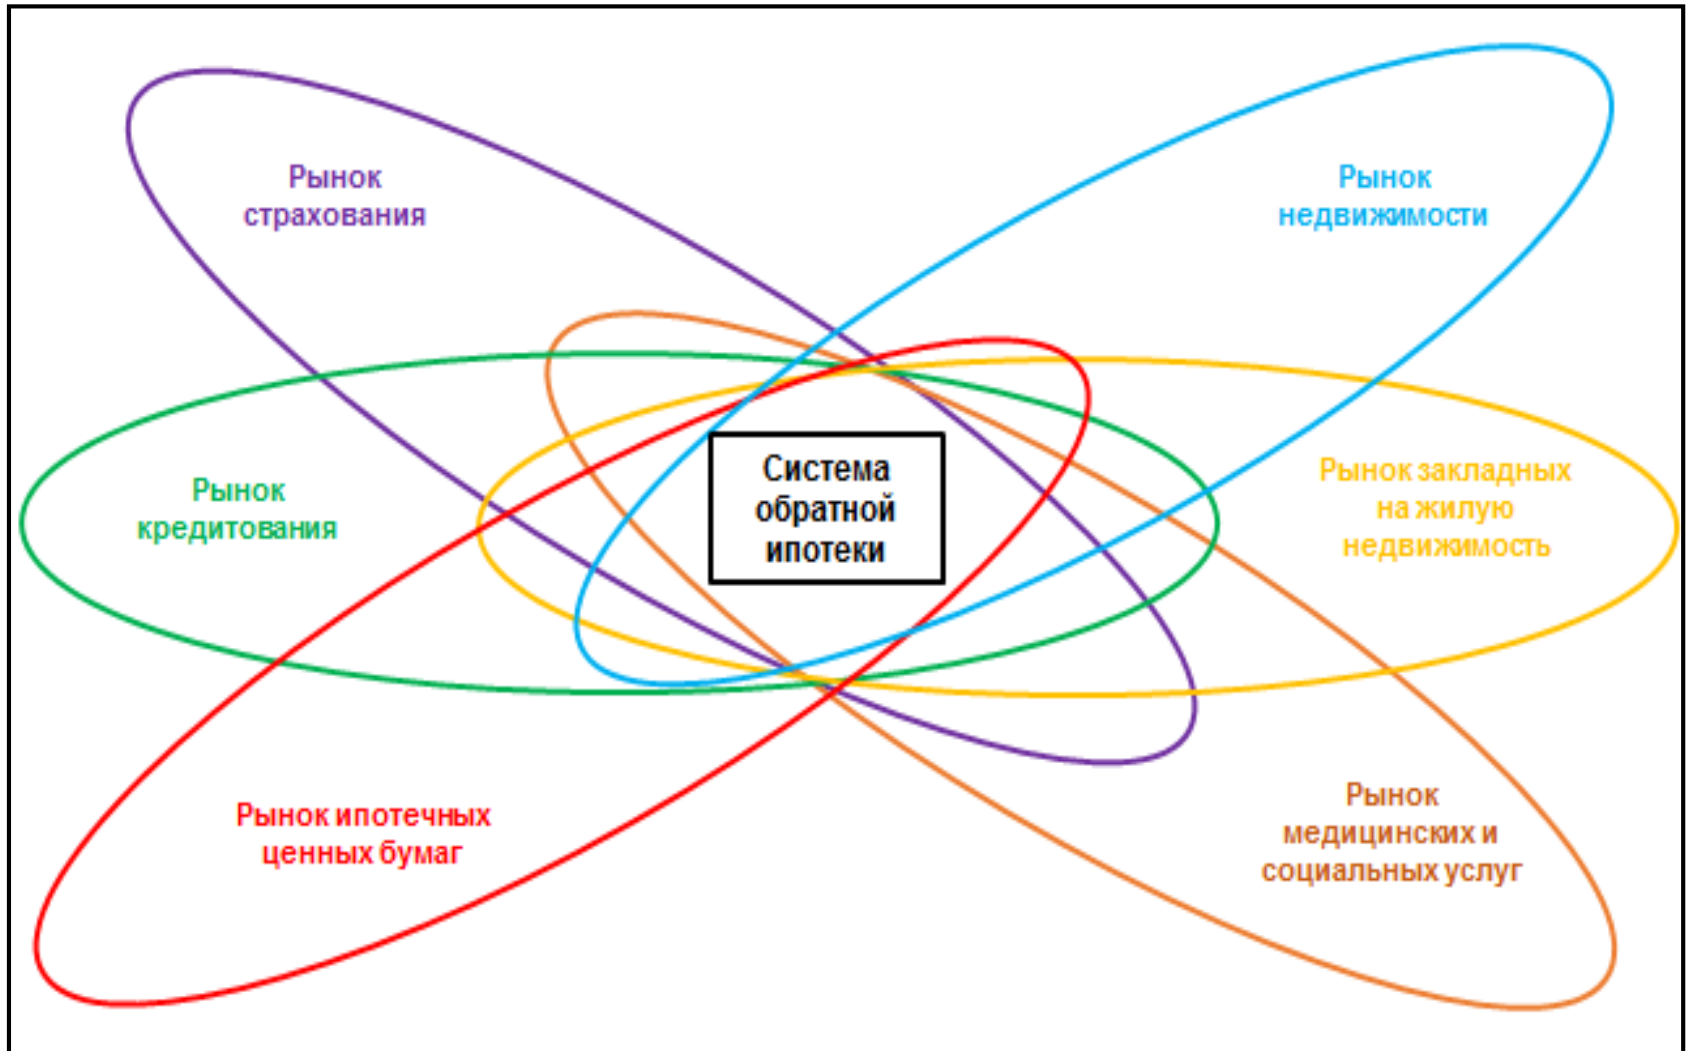 Рынок
страхования
Рынок
недвижимости
Рынок
кредитования
Система
обратной
ипотеки
Рынок закладных
на жилую
недвижимость
Рынок ипотечных
ценных бумаг
Рынок
медицинских и
социальных услуг